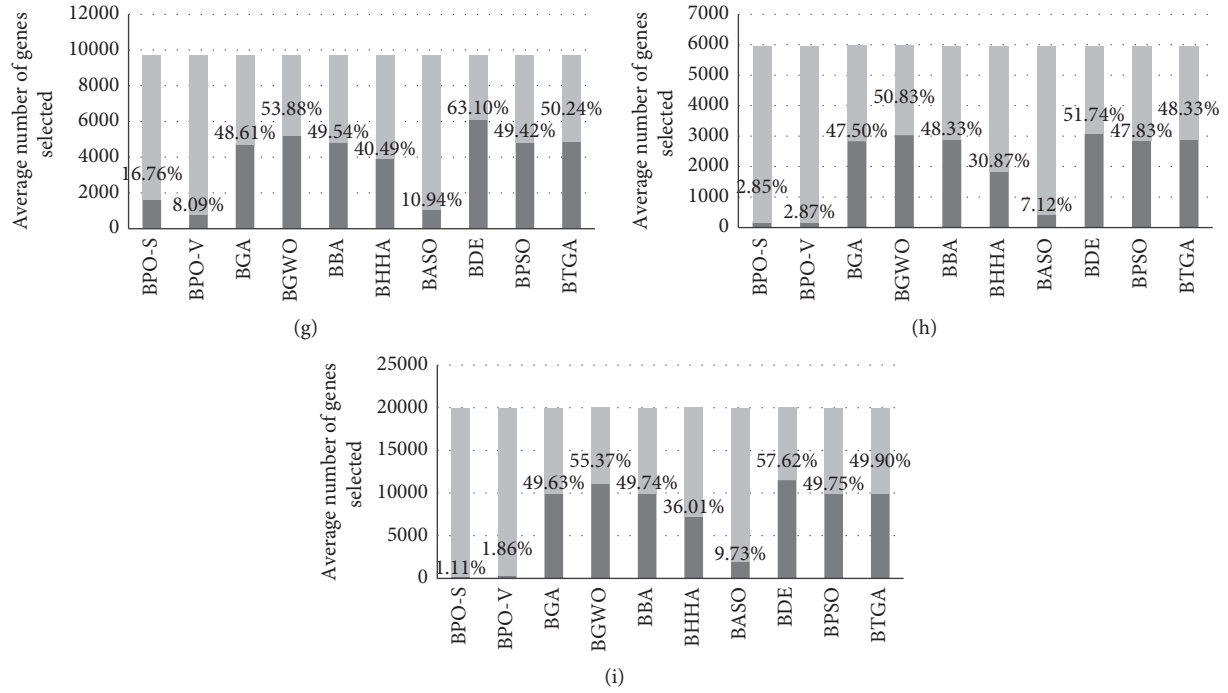 Average number of genes
selected
12000
10000
8000
6000
4000
2000
0
16.76%
8.09%
48.61%
53.88%
49.54%
40.49%
10.94%
63.10%
49.42%
50.24%
BPO-S
BPO-V
BGA
BGWO
BBA
BHHA
BASO
BDE
BPSO
BTGA
(g)
Average number of genes
selected
7000
6000
5000
4000
3000
2000
1000
0
2.85%
2.87%
47.50%
50.83%
48.33%
30.87%
7.12%
51.74%
47.83%
48.33%
BPO-S
BPO-V
BGA
BGWO
BBA
BHHA
BASO
BDE
BPSO
BTGA
(h)
Average number of genes
selected
25000
20000
15000
10000
5000
0
1.11%
1.86%
49.63%
55.37%
49.74%
36.01%
9.73%
57.62%
49.75%
49.90%
BPO-S
BPO-V
BGA
BGWO
BBA
BHHA
BASO
BDE
BPSO
BTGA
(i)